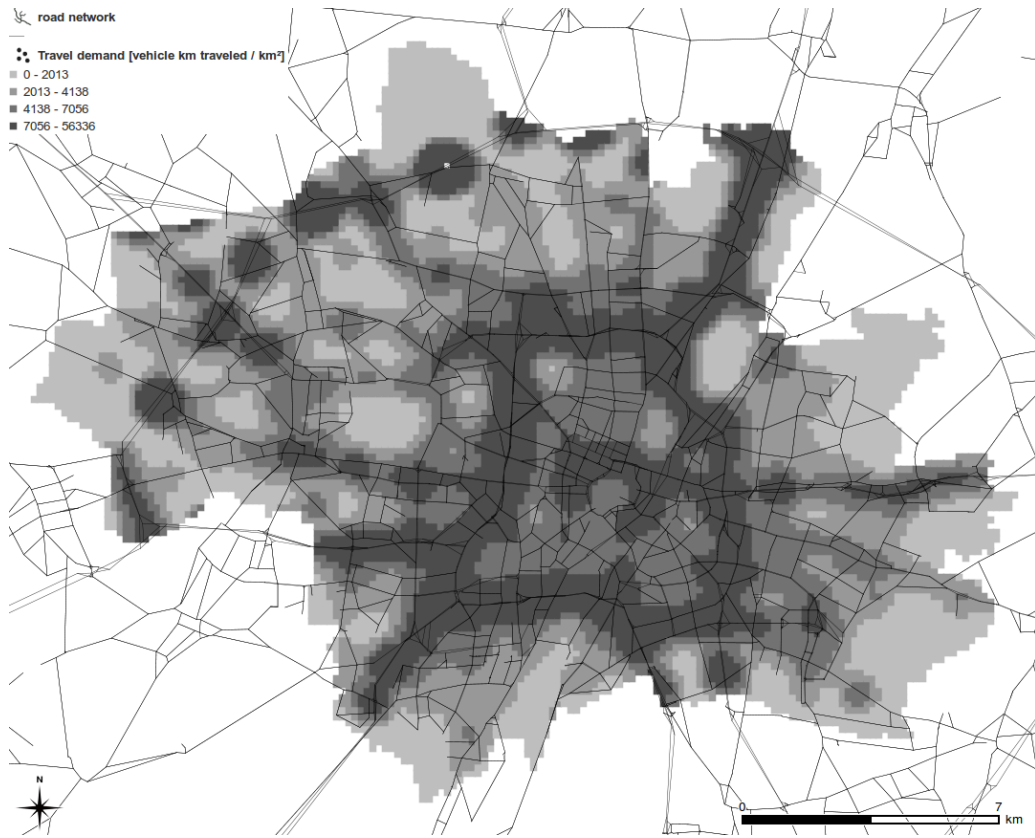 road network
Travel demand [vehicle km traveled / km²]
0 - 2013
2013 - 4138
4138 - 7056
7056 - 56336
N
0 7
km